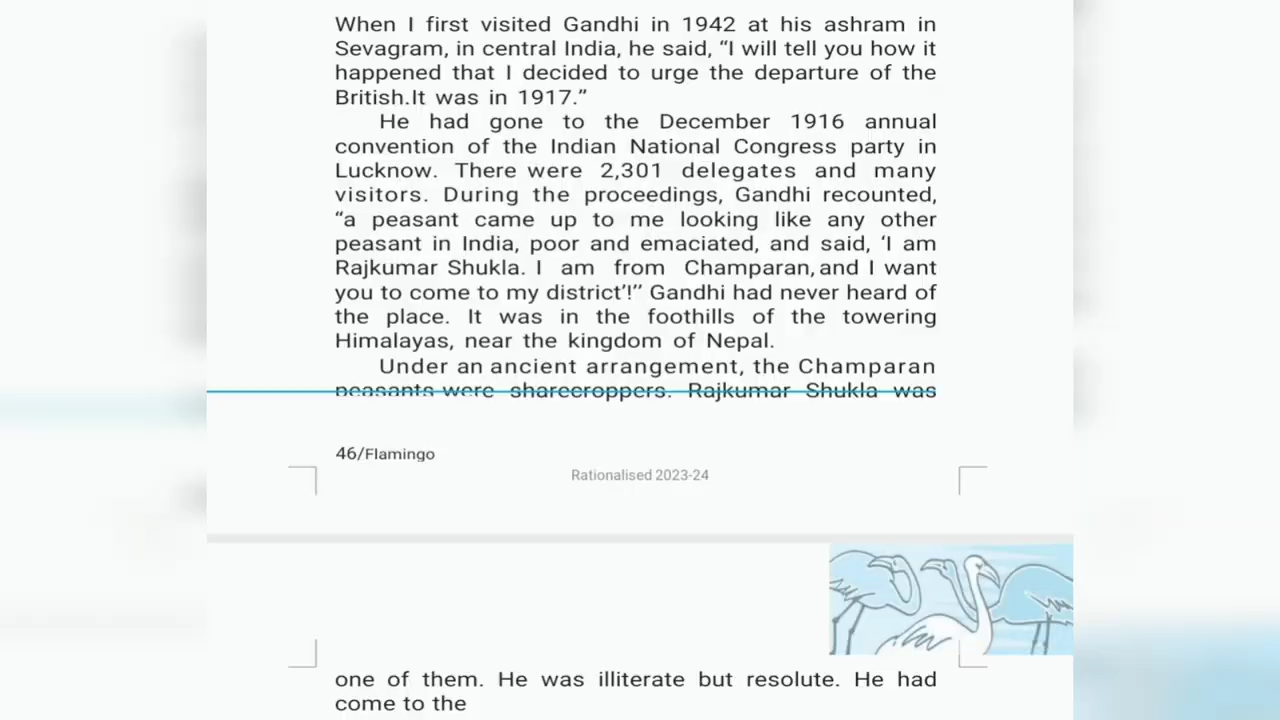 When I first visited Gandhi in 1942 at his ashram in
Sevagram, in central India, he said, “I will tell you how it
happened that I decided to urge the departure of the
British.It was in 1917.”
He had gone to the December 1916 annual
convention of the Indian National Congress party in
Lucknow. There were 2,301 delegates and many
visitors. During the proceedings, Gandhi recounted,
“a peasant came up to me looking like any other
peasant in India, poor and emaciated, and said, ‘I am
Rajkumar Shukla. I am from Champaran, and I want
you to come to my district’!” Gandhi had never heard of
the place. It was in the foothills of the towering
Himalayas, near the kingdom of Nepal.
Under an ancient arrangement, the Champaran
peasants were sharecroppers. Rajkumar Shukla was
46/Flamingo
Rationalised 2023-24
one of them. He was illiterate but resolute. He had
come to the